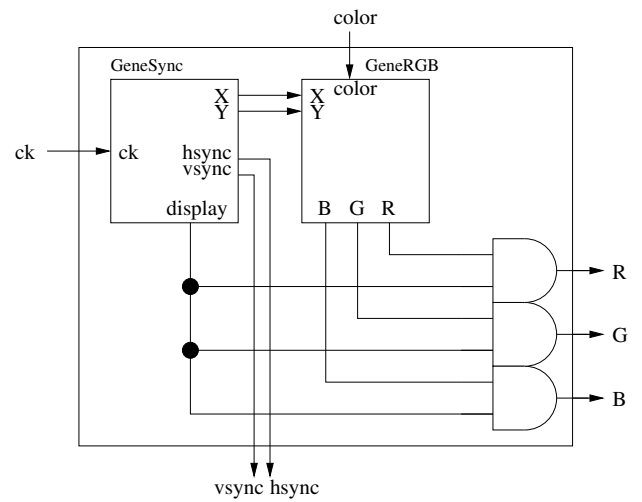 color
GeneSync
GeneRGB
X
Y
X
Y
color
ck
ck
hsync
vsync
display
B G R
R
G
B
vsync hsync